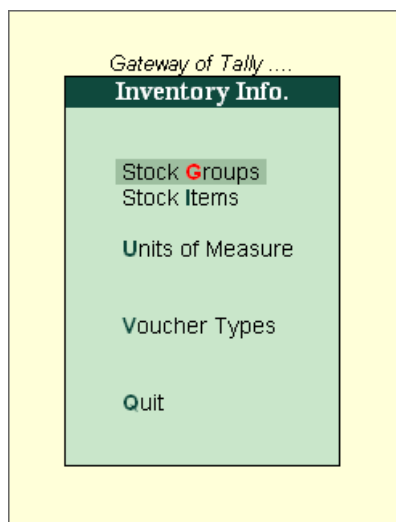 Gateway of Tally ....
Inventory Info.
Stock Groups
Stock Items
Units of Measure
Voucher Types
Quit